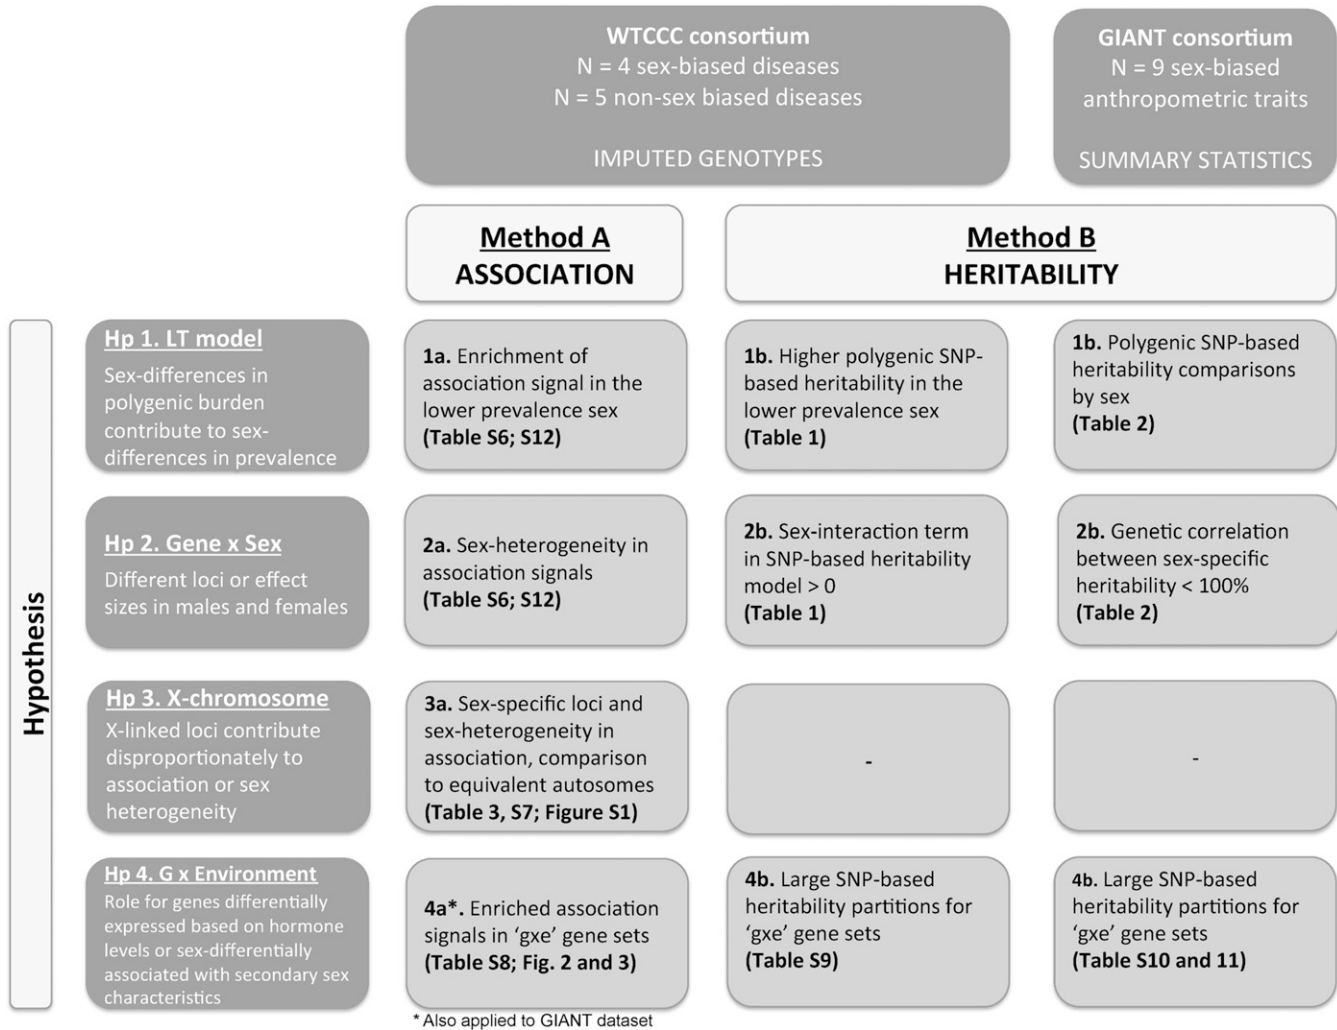 WTCCC consortium
N = 4 sex-biased diseases
N = 5 non-sex biased diseases
IMPUTED GENOTYPES
GIANT consortium
N = 9 sex-biased
anthropometric traits
SUMMARY STATISTICS
Method A
ASSOCIATION
Method B
HERITABILITY
Hypothesis
Hp 1. LT model
Sex-differences in
polygenic burden
contribute to sex-
differences in prevalence
1a. Enrichment of
association signal in the
lower prevalence sex
(Table S6; S12)
1b. Higher polygenic SNP-
based heritability in the
lower prevalence sex
(Table 1)
1b. Polygenic SNP-based
heritability comparisons
by sex
(Table 2)
Hp 2. Gene x Sex
Different loci or effect
sizes in males and females
2a. Sex-heterogeneity in
association signals
(Table S6; S12)
2b. Sex-interaction term
in SNP-based heritability
model > 0
(Table 1)
2b. Genetic correlation
between sex-specific
heritability < 100%
(Table 2)
Hp 3. X-chromosome
X-linked loci contribute
disproportionately to
association or sex
heterogeneity
3a. Sex-specific loci and
sex-heterogeneity in
association, comparison
to equivalent autosomes
(Table 3, S7; Figure S1)
-
-
Hp 4. G x Environment
Role for genes differentially
expressed based on hormone
levels or sex-differentially
associated with secondary sex
characteristics
4a*. Enriched association
signals in ‘gxe’ gene sets
(Table S8; Fig. 2 and 3)
4b. Large SNP-based
heritability partitions for
‘gxe’ gene sets
(Table S9)
4b. Large SNP-based
heritability partitions for
‘gxe’ gene sets
(Table S10 and 11)
* Also applied to GIANT dataset